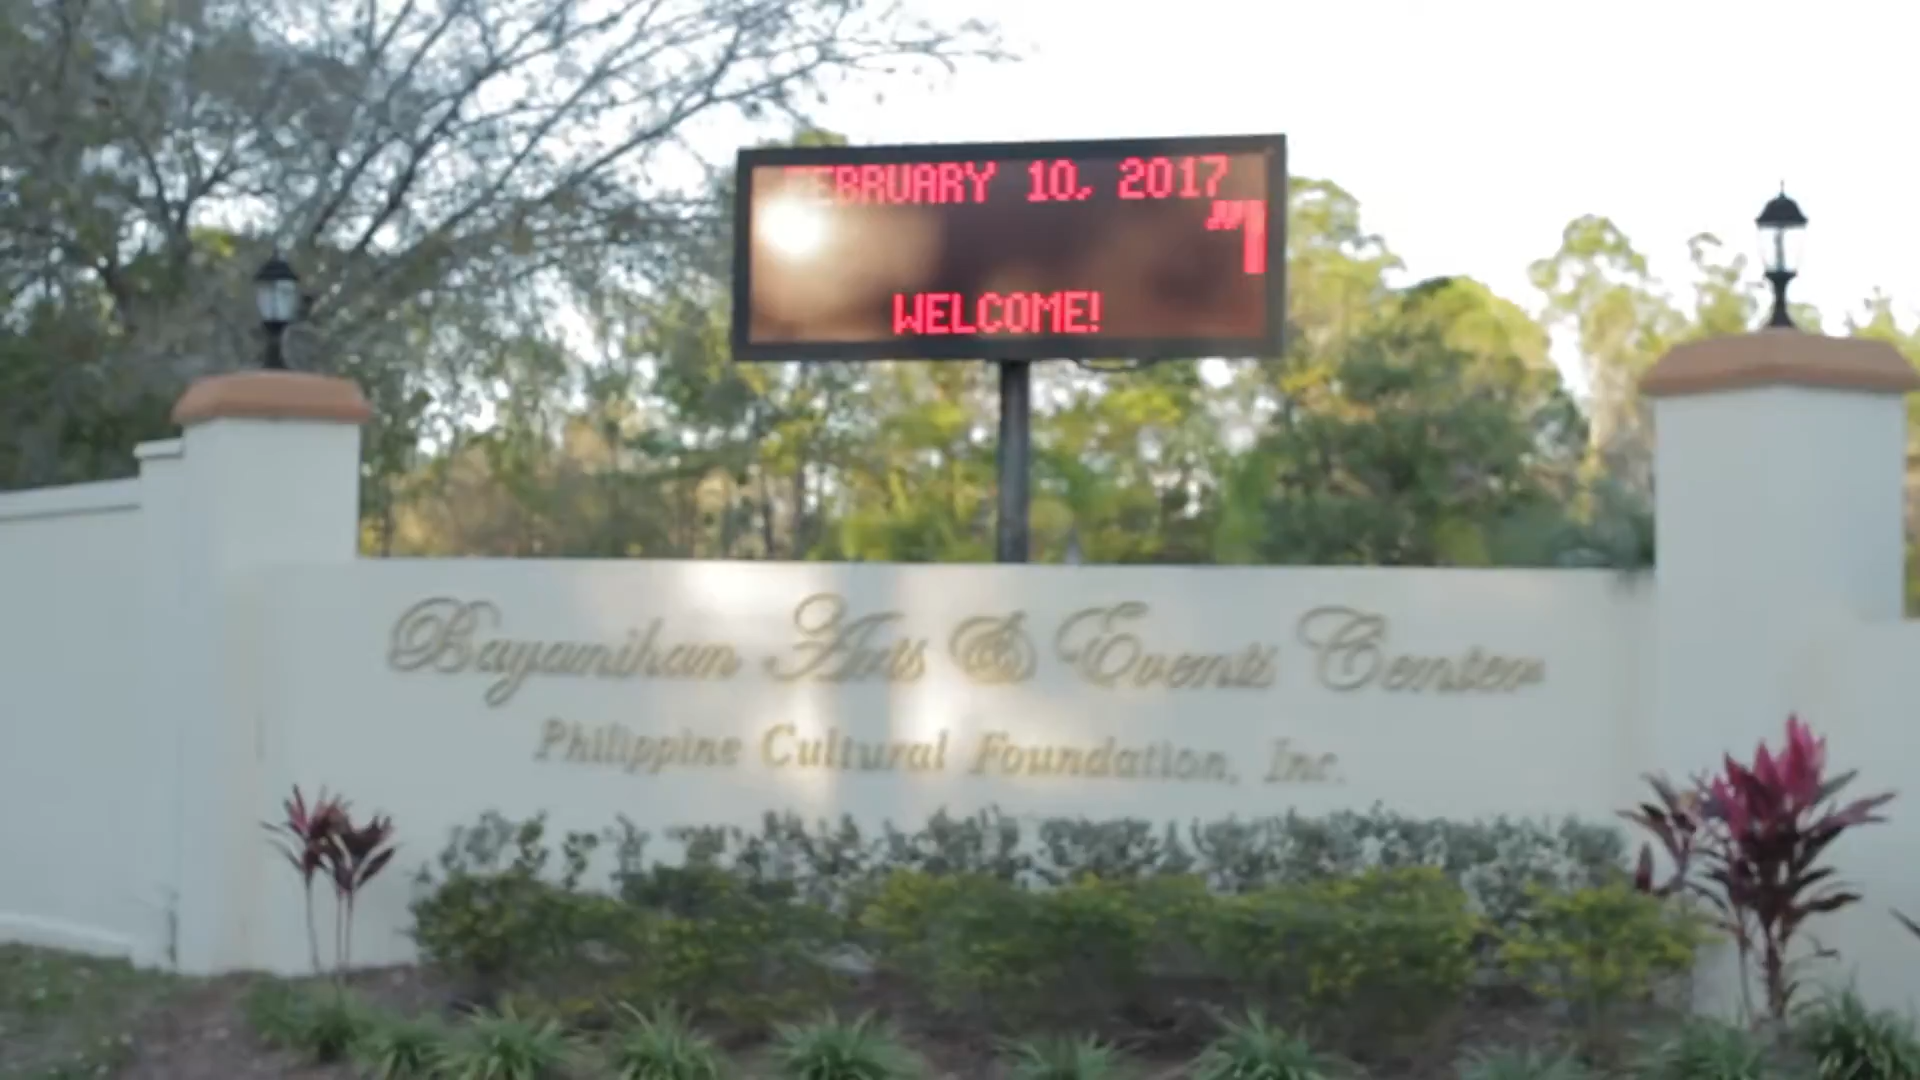 FEBRUARY 10, 2017
WELCOME!
Bayanihan Arts & Events Center
Philippine Cultural Foundation, Inc.